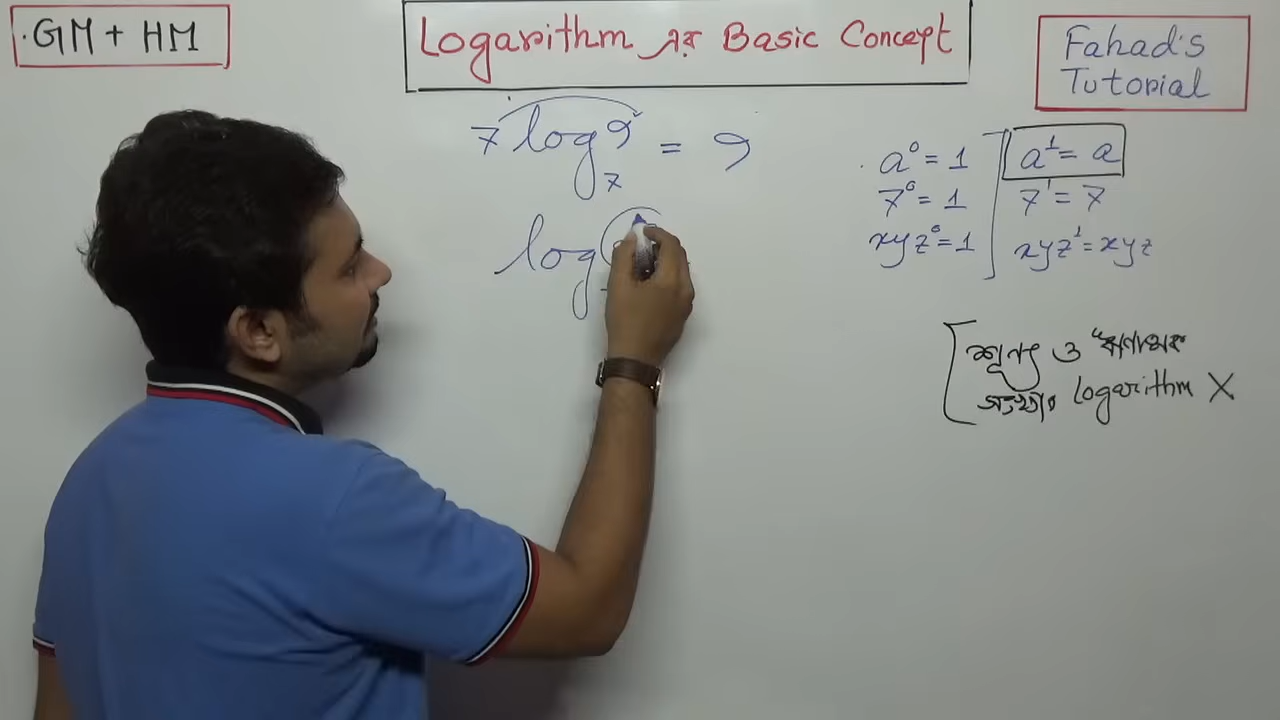 .GM + HM
Logarithm এর Basic Concept
Fahad's
Tutorial
7 log₇9 = 9
log
a⁰ = 1
7⁰ = 1
xyz⁰ = 1
a¹ = a
7¹ = 7
xyz¹ = xyz
শূন্য ও ঋণাত্মক
সংখ্যার logarithm X